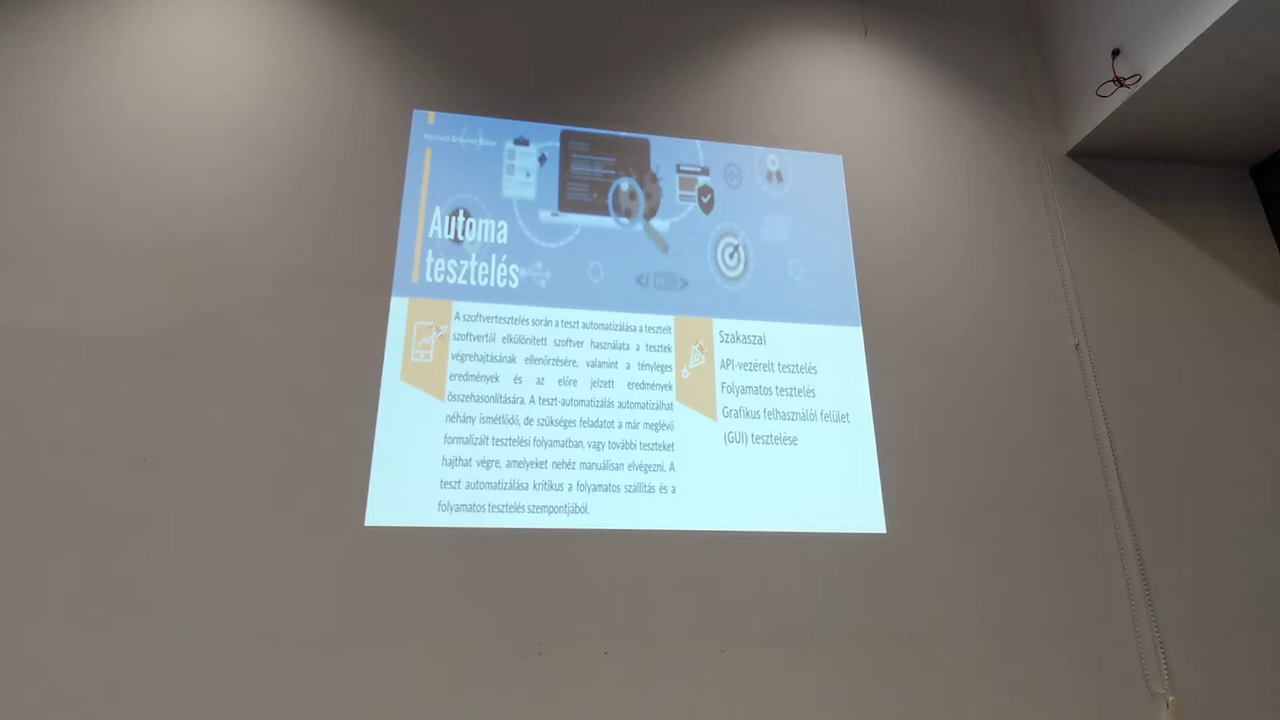 Automa
tesztelés
A szoftvertesztelés során a teszt automatizálása a tesztelt
szoftvertől elkülönített szoftver használata a tesztek
végrehajtásának ellenőrzésére, valamint a tényleges
eredmények és az előre jelzett eredmények
összehasonlítására. A teszt-automatizálás automatizálhat
néhány ismétlődő, de szükséges feladatot a már meglévő
formalizált tesztelési folyamatban, vagy további teszteket
hajthat végre, amelyeket nehéz manuálisan elvégezni. A
teszt automatizálása kritikus a folyamatos szállítás és a
folyamatos tesztelés szempontjából.
Szakaszai
API-vezérelt tesztelés
Folyamatos tesztelés
Grafikus felhasználói felület
(GUI) tesztelése